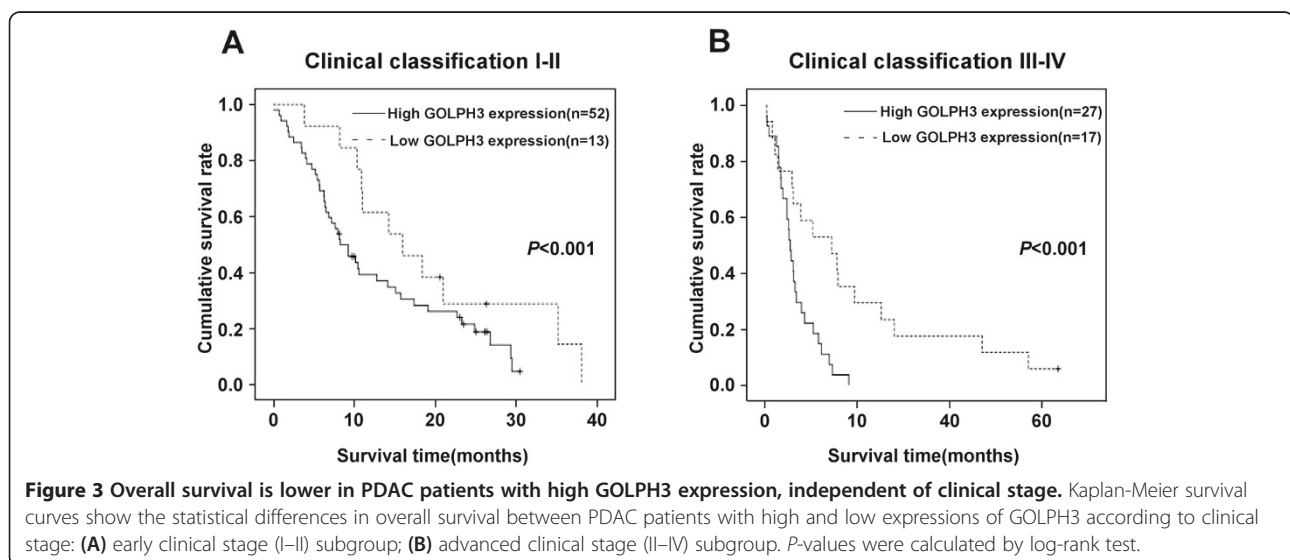 A
Clinical classification I-II
High GOLPH3 expression(n=52)
Low GOLPH3 expression(n=13)
P<0.001
Cumulative survival rate
1.0
0.8
0.6
0.4
0.2
0.0
0 10 20 30 40
Survival time(months)
B
Clinical classification III-IV
High GOLPH3 expression(n=27)
Low GOLPH3 expression(n=17)
P<0.001
Cumulative survival rate
1.0
0.8
0.6
0.4
0.2
0.0
0 10 20 40 60
Survival time(months)
Figure 3 Overall survival is lower in PDAC patients with high GOLPH3 expression, independent of clinical stage. Kaplan-Meier survival
curves show the statistical differences in overall survival between PDAC patients with high and low expressions of GOLPH3 according to clinical
stage: (A) early clinical stage (I–II) subgroup; (B) advanced clinical stage (II–IV) subgroup. P-values were calculated by log-rank test.